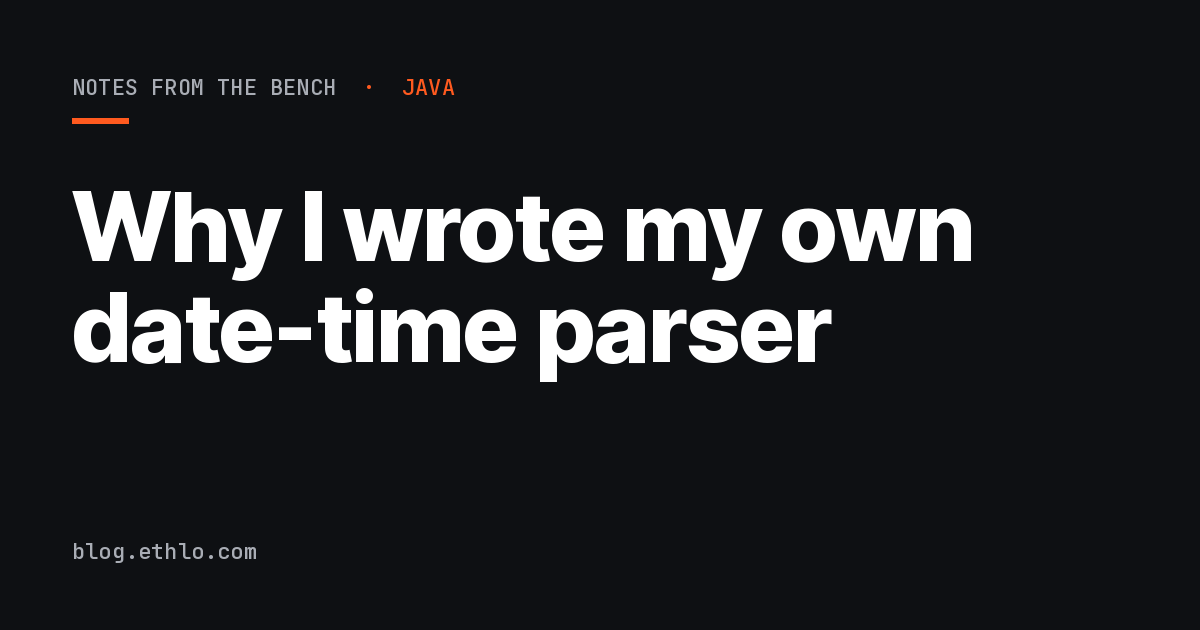 NOTES FROM THE BENCH · JAVA
Why I wrote my own
date-time parser
blog.ethlo.com